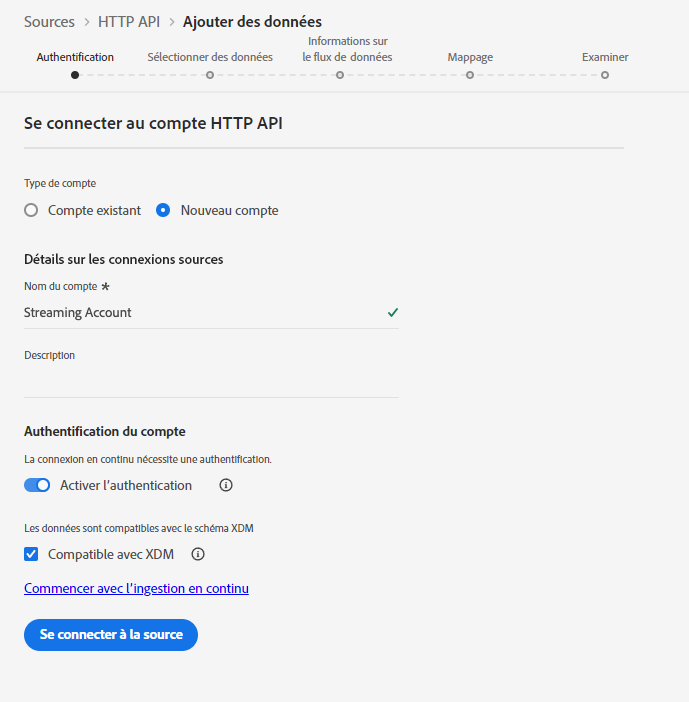 Sources > HTTP API > Ajouter des données
Authentification
Sélectionner des données
Informations sur
le flux de données
Mappage
Examiner
Se connecter au compte HTTP API
Type de compte
Compte existant
Nouveau compte
Détails sur les connexions sources
Nom du compte *
Streaming Account
Description
Authentification du compte
La connexion en continu nécessite une authentification.
Activer l'authentification
Les données sont compatibles avec le schéma XDM
Compatible avec XDM
Commencer avec l'ingestion en continu
Se connecter à la source